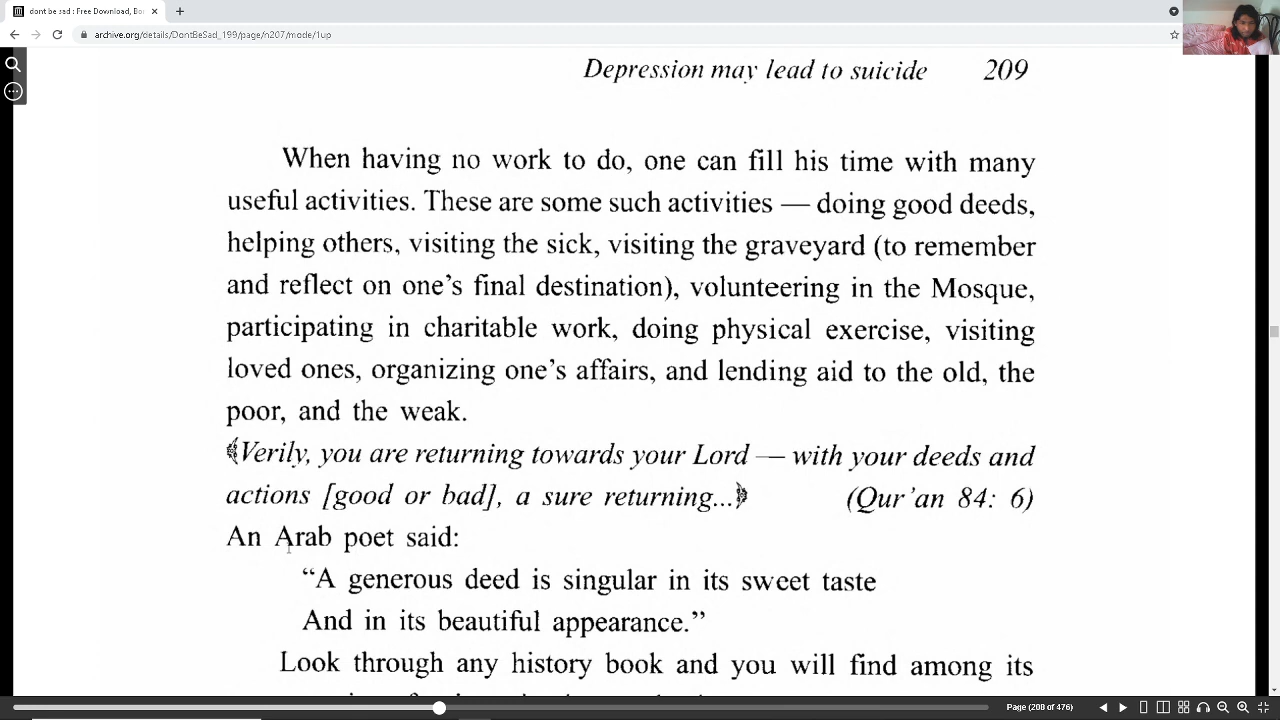 dont be sad : Free Download, Bo
archive.org/details/DontBeSad_199/page/n207/mode/1up
Depression may lead to suicide 209
When having no work to do, one can fill his time with many
useful activities. These are some such activities — doing good deeds,
helping others, visiting the sick, visiting the graveyard (to remember
and reflect on one's final destination), volunteering in the Mosque,
participating in charitable work, doing physical exercise, visiting
loved ones, organizing one's affairs, and lending aid to the old, the
poor, and the weak.
﴾Verily, you are returning towards your Lord — with your deeds and
actions [good or bad], a sure returning...﴿ (Qur'an 84: 6)
An Arab poet said:
“A generous deed is singular in its sweet taste
And in its beautiful appearance.”
Look through any history book and you will find among its
Page (208 of 476)